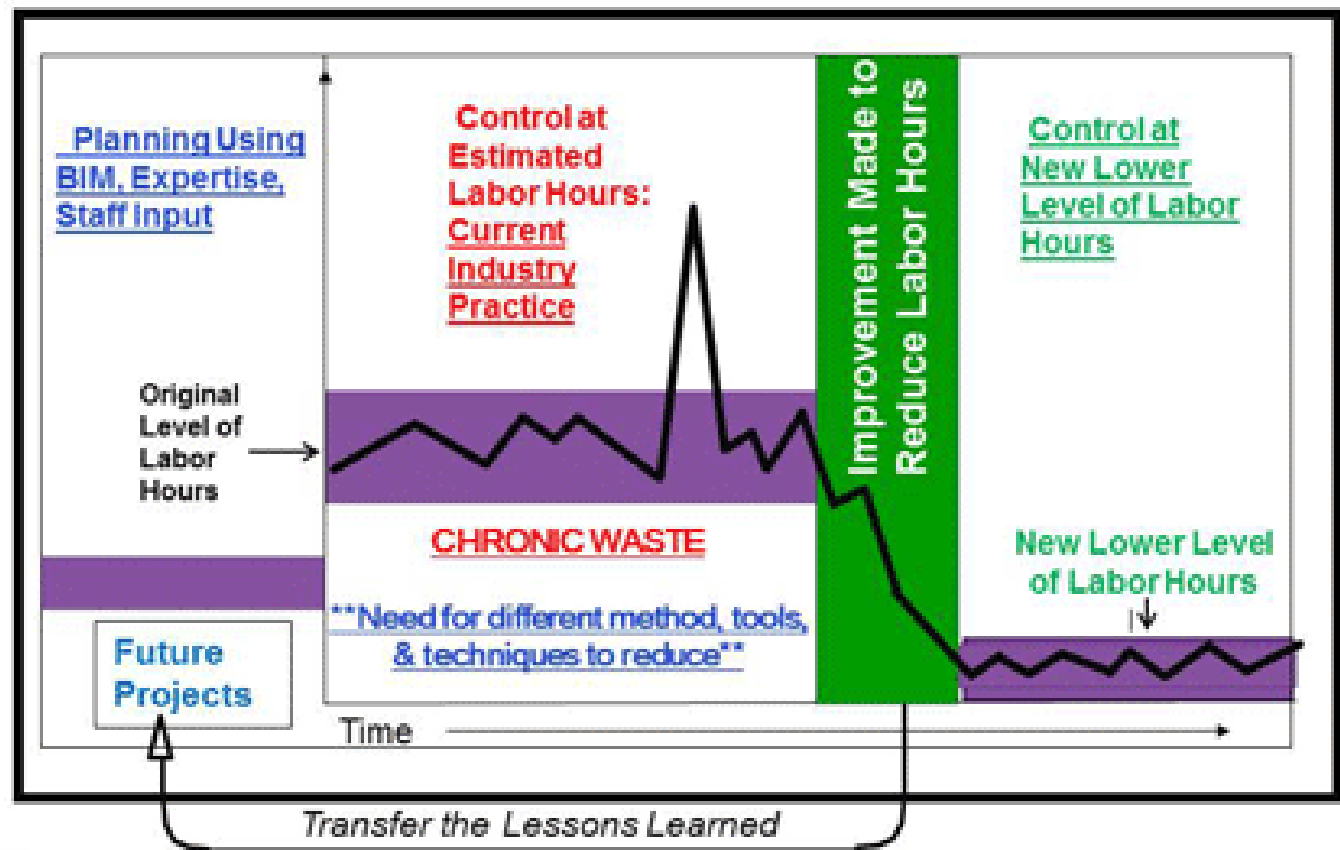 Planning Using
BIM, Expertise,
Staff input
Control at
Estimated
Labor Hours:
Current
Industry
Practice
Improvement Made to
Reduce Labor Hours
Control at
New Lower
Level of Labor
Hours
Original
Level of
Labor
Hours
CHRONIC WASTE
**Need for different method, tools,
& techniques to reduce**
New Lower Level
of Labor Hours
Future
Projects
Time
Transfer the Lessons Learned